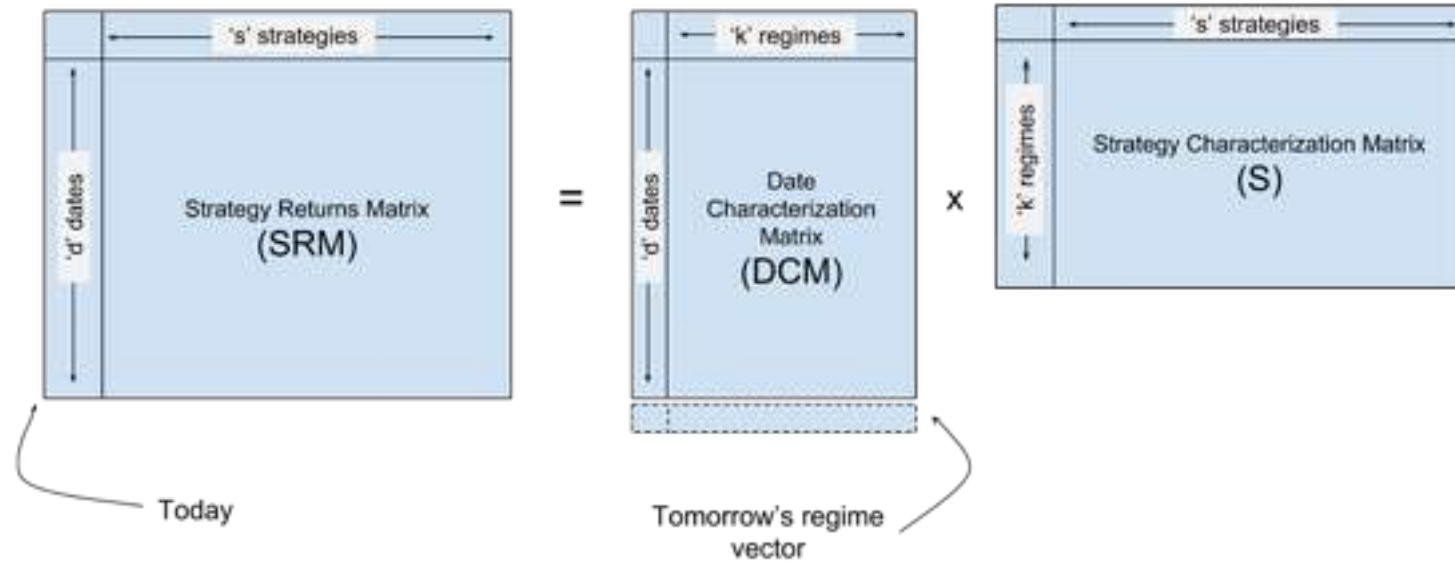 's' strategies
'd' dates
Strategy Returns Matrix
(SRM)
=
'k' regimes
'd' dates
Date
Characterization
Matrix
(DCM)
x
's' strategies
'k' regimes
Strategy Characterization Matrix
(S)
Today
Tomorrow's regime
vector